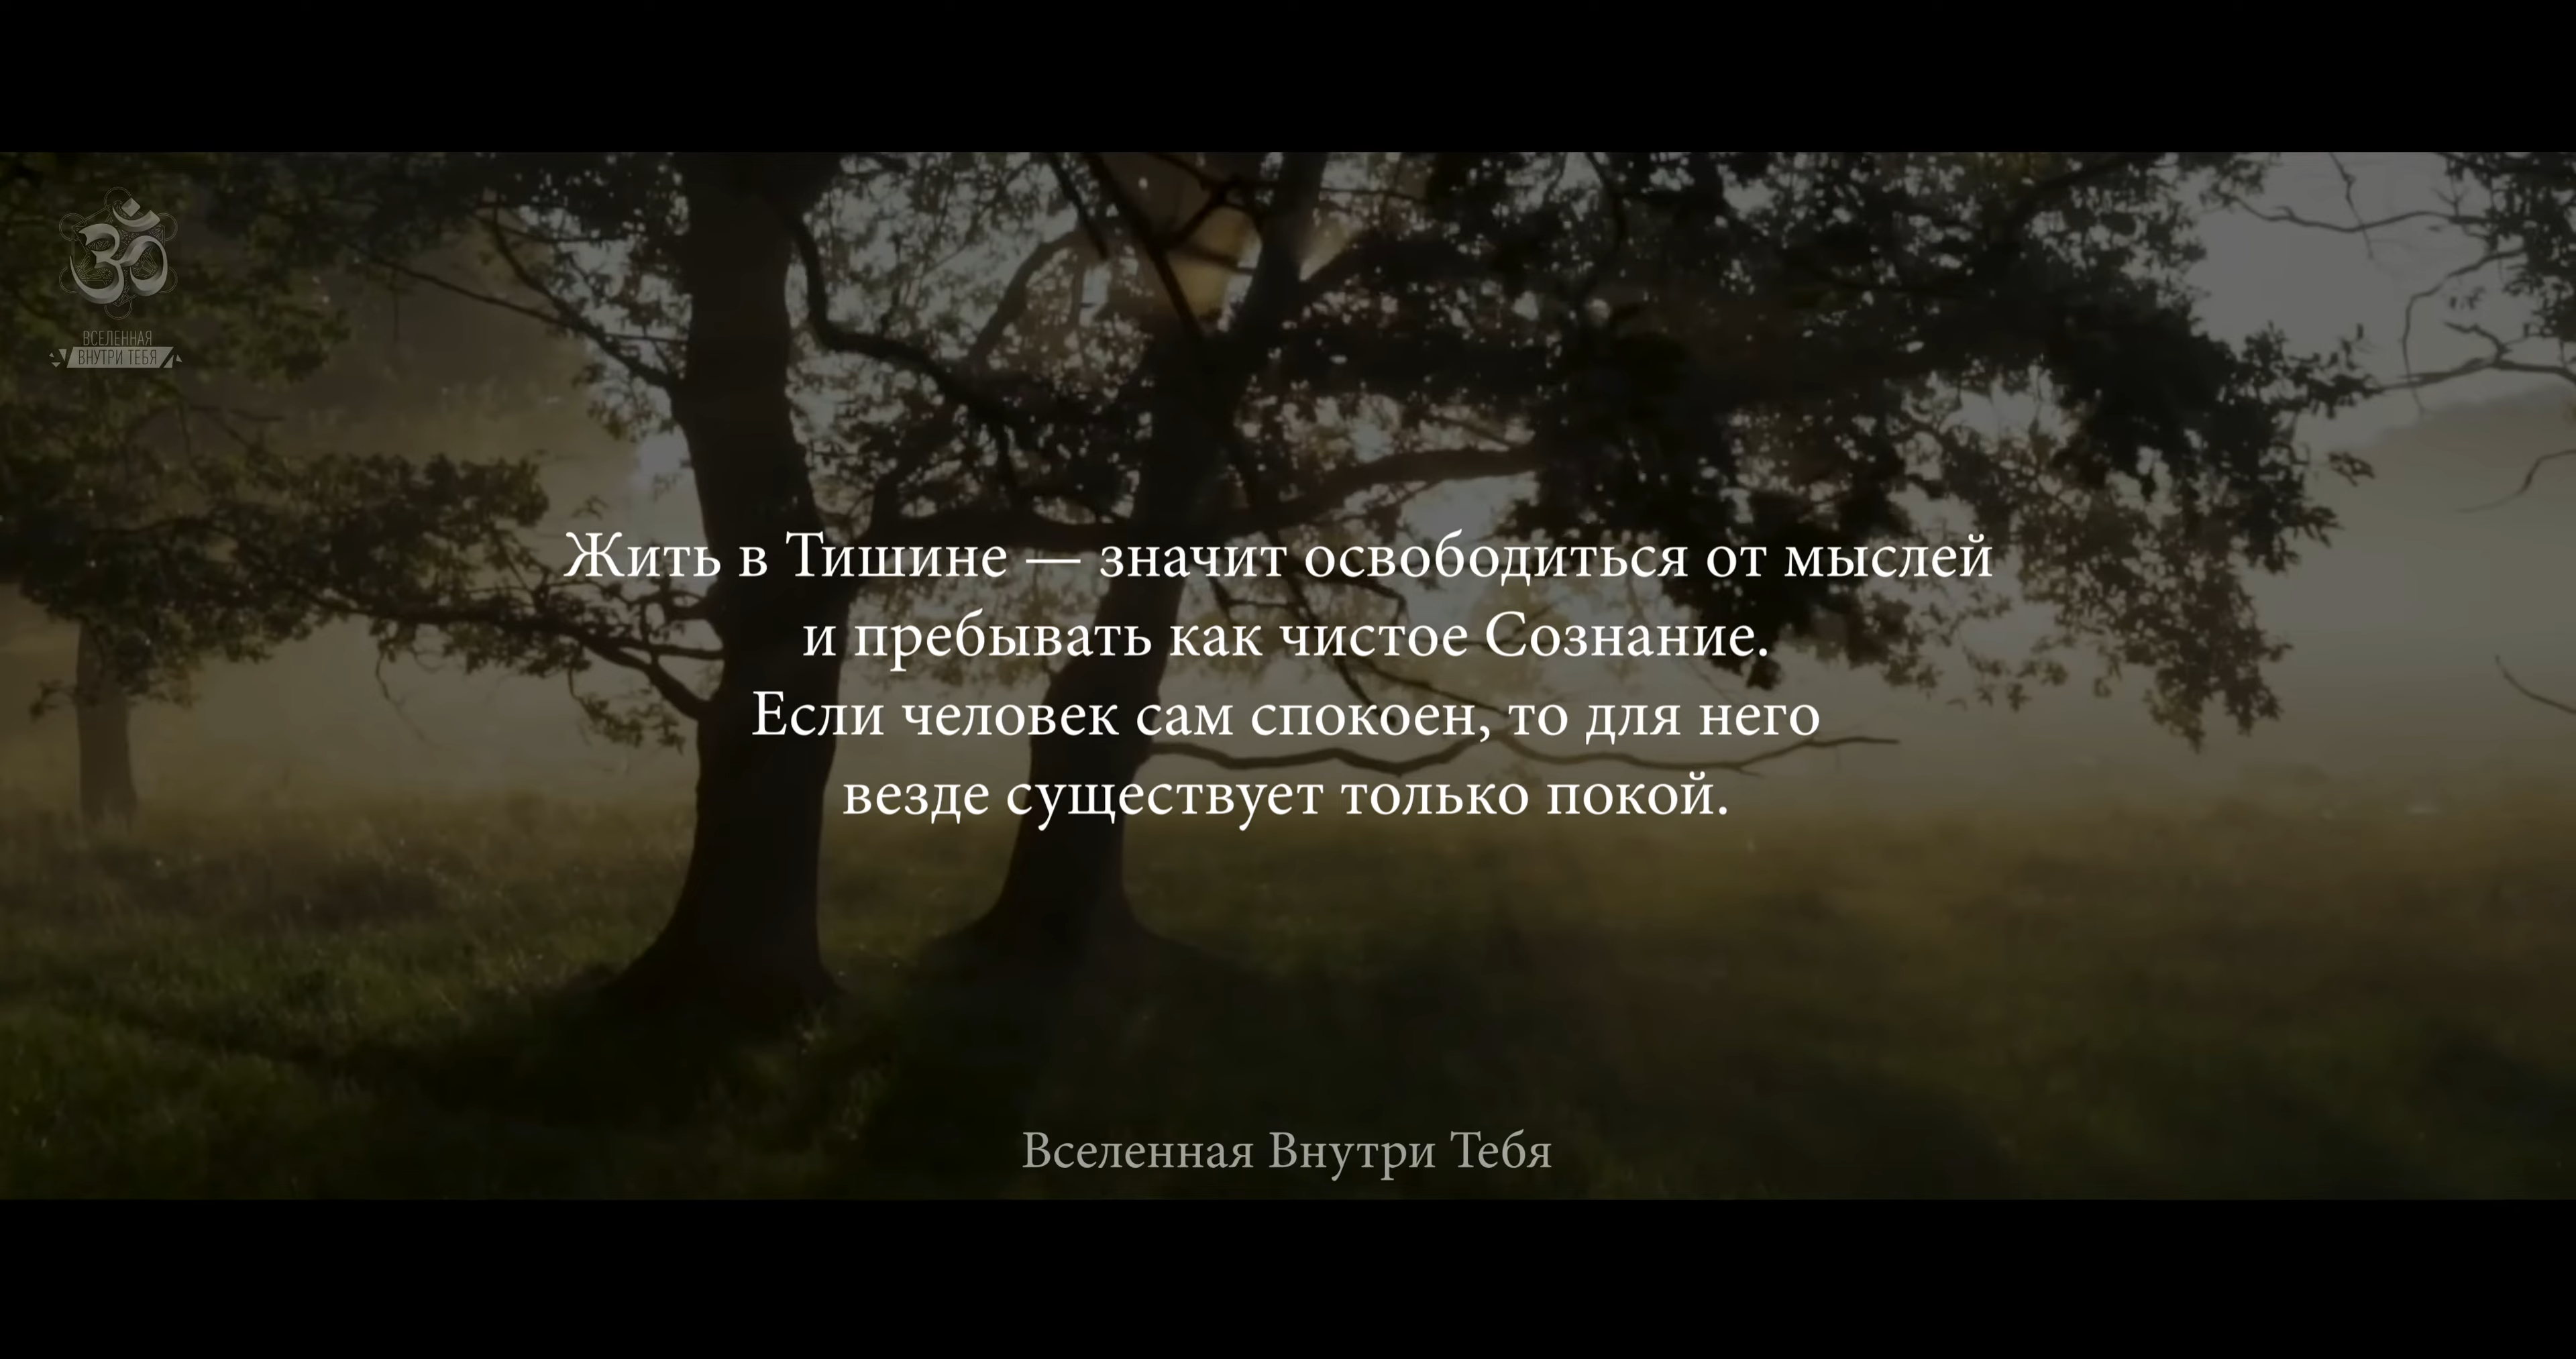 ВСЕЛЕННАЯ
ВНУТРИ ТЕБЯ
Жить в Тишине — значит освободиться от мыслей
и пребывать как чистое Сознание.
Если человек сам спокоен, то для него
везде существует только покой.
Вселенная Внутри Тебя